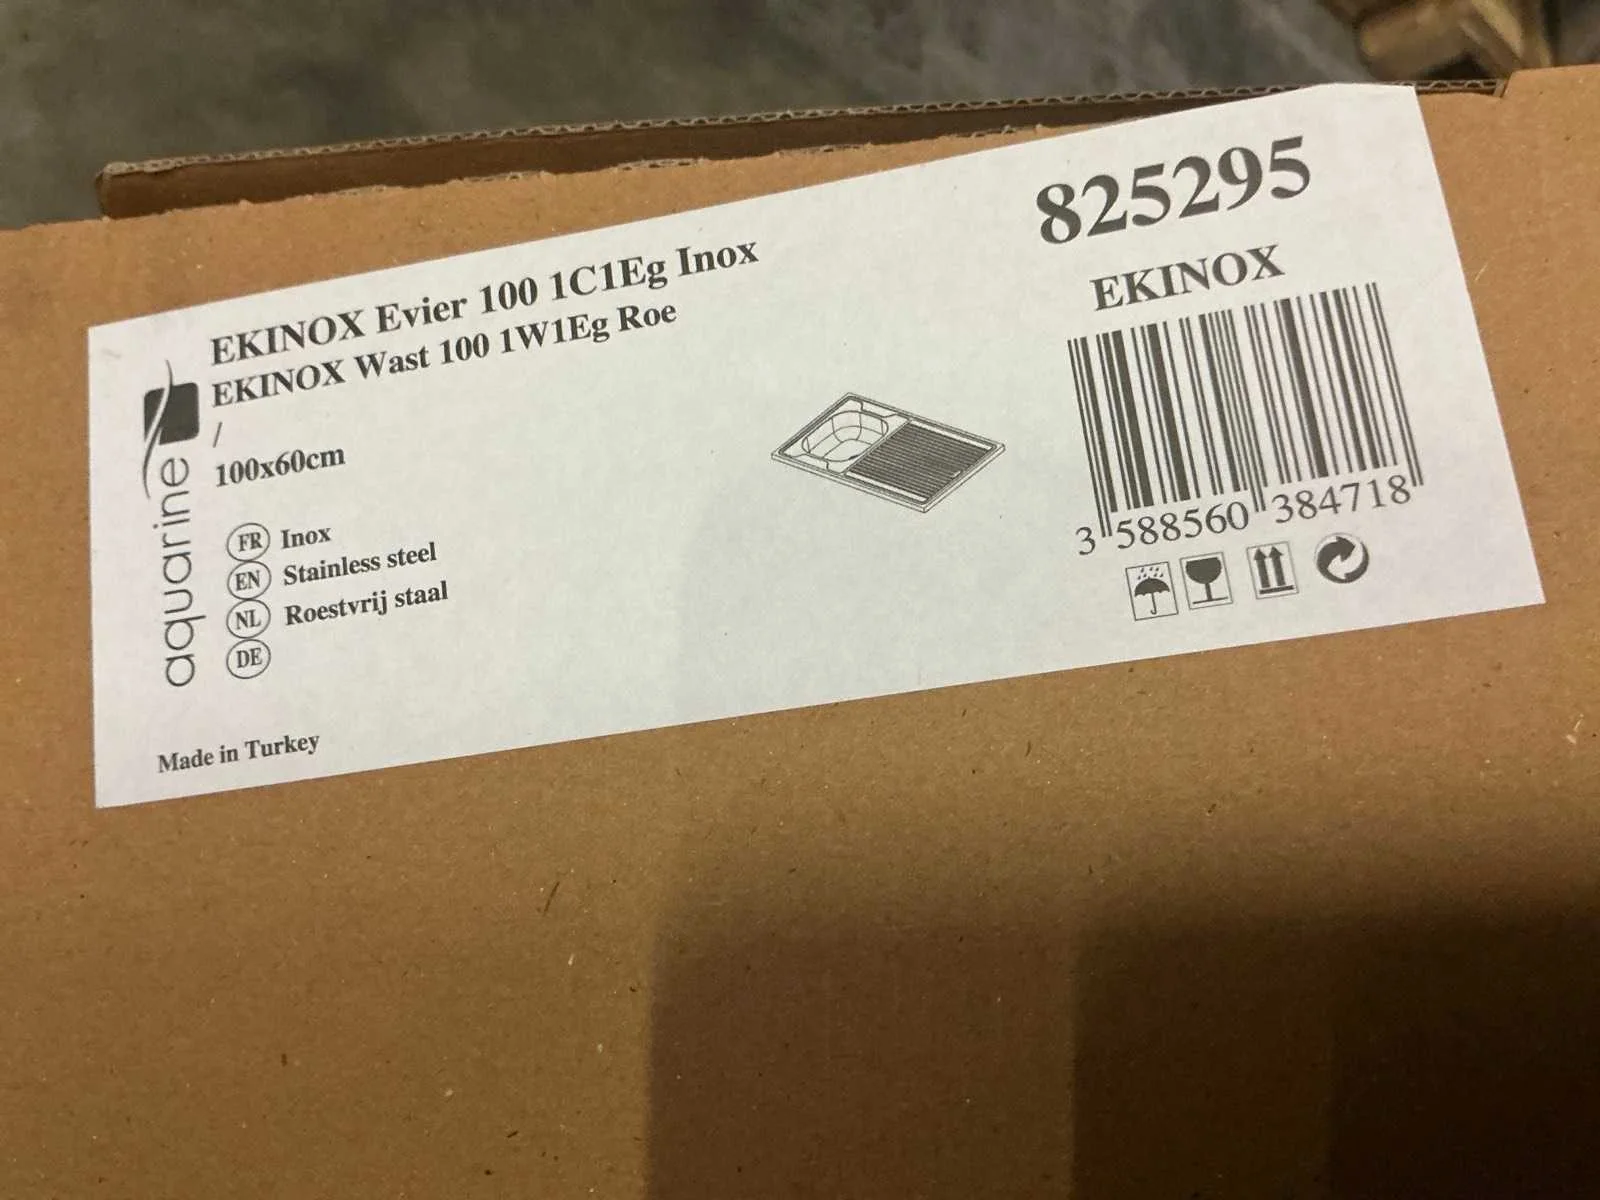 825295
EKINOX
EKINOX Evier 100 1C1Eg Inox
EKINOX Wast 100 1W1Eg Roe
/
100x60cm
aquarine
FR Inox
EN Stainless steel
NL Roestvrij staal
DE
3 588560 384718
Made in Turkey